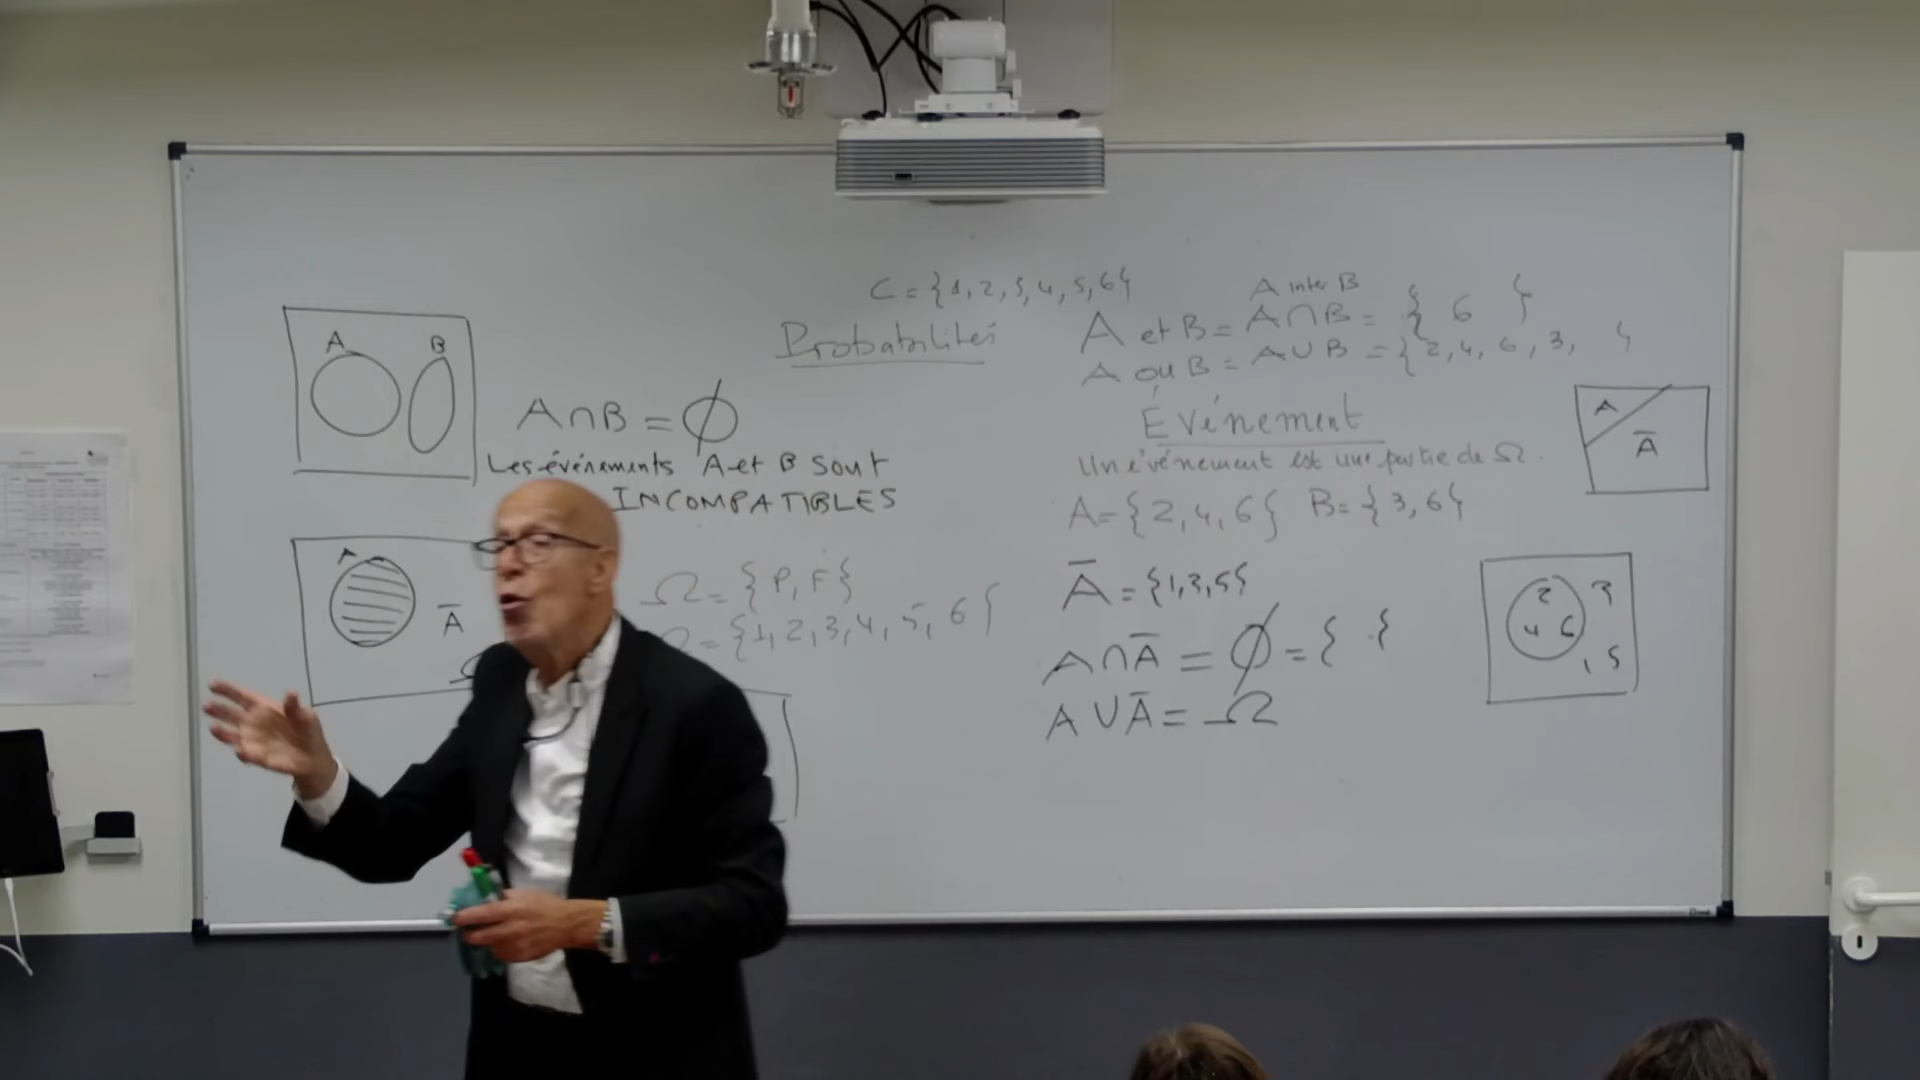 A B
A∩B = ∅
Les événements A et B sont
INCOMPATIBLES
A
Ā
Ω = {P, F}
= {1, 2, 3, 4, 5, 6}
C = {1, 2, 3, 4, 5, 6}
Probabilités
A inter B
A et B = A∩B = { 6 }
A ou B = A∪B = {2, 4, 6, 3, }
Événement
Un événement est une partie de Ω.
A = {2, 4, 6} B = {3, 6}
Ā = {1, 3, 5}
A∩Ā = ∅ = { }
A∪Ā = Ω
A
Ā
2 3
4 6
1 5